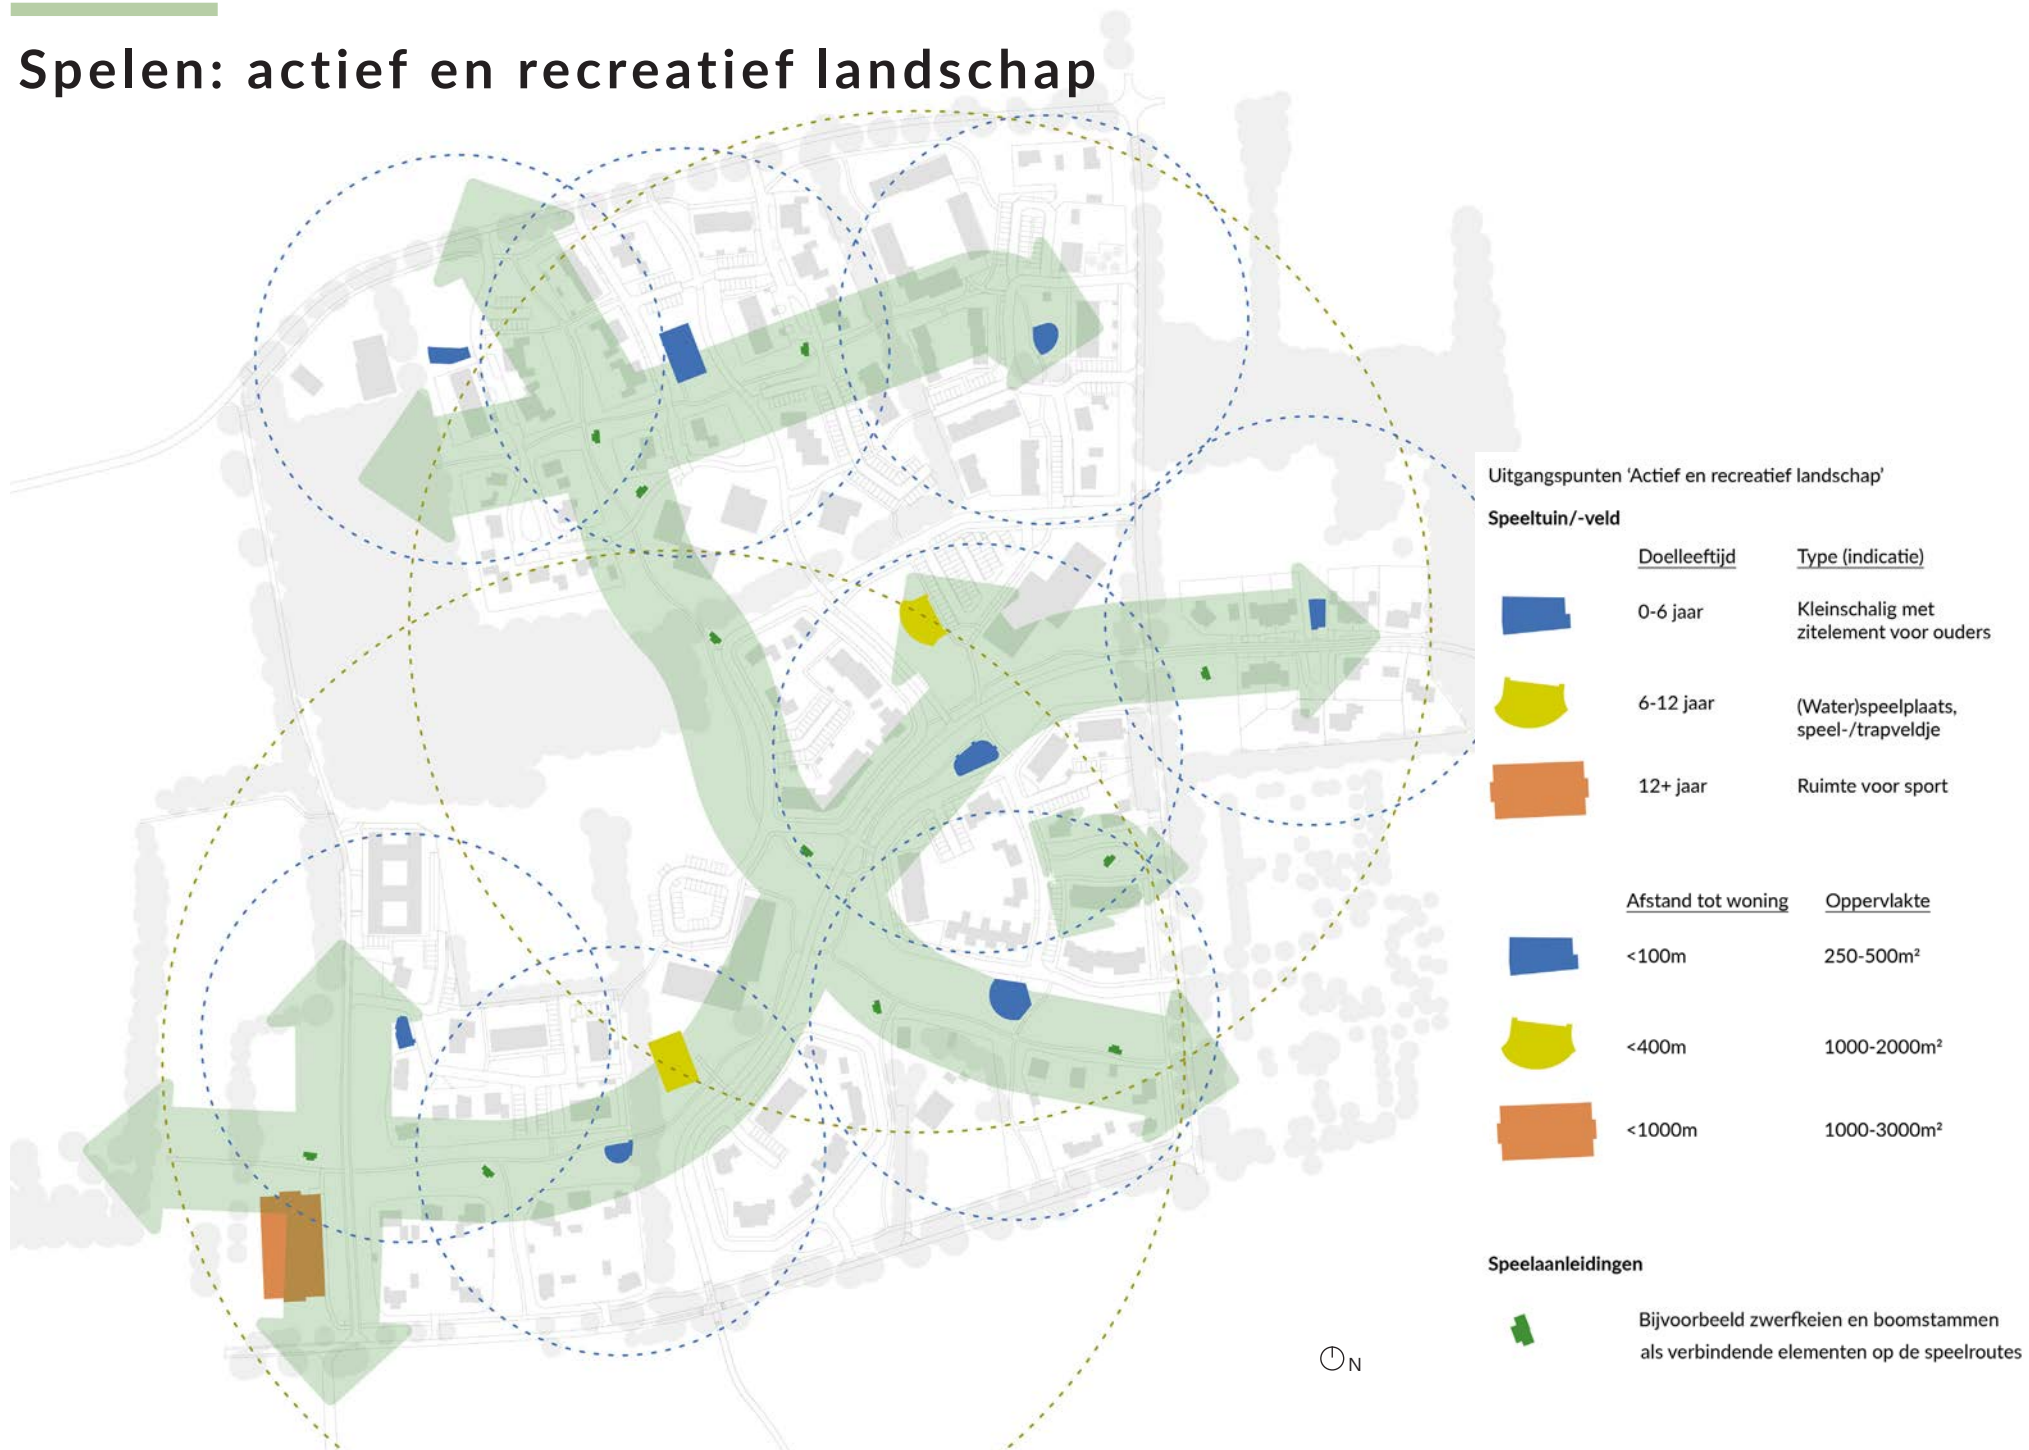 Spelen: actief en recreatief landschap
Uitgangspunten ‘Actief en recreatief landschap’
Speeltuin/-veld
Doelleeftijd Type (indicatie)
0-6 jaar Kleinschalig met
zitelement voor ouders
6-12 jaar (Water)speelplaats,
speel-/trapveldje
12+ jaar Ruimte voor sport
Afstand tot woning Oppervlakte
<100m 250-500m²
<400m 1000-2000m²
<1000m 1000-3000m²
Speelaanleidingen
Bijvoorbeeld zwerfkeien en boomstammen
als verbindende elementen op de speelroutes
N